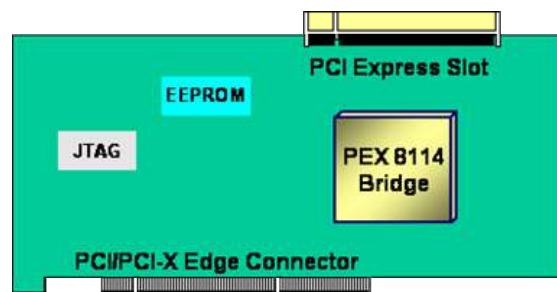 PCI Express Slot
EEPROM
JTAG
PEX 8114
Bridge
PCI/PCI-X Edge Connector